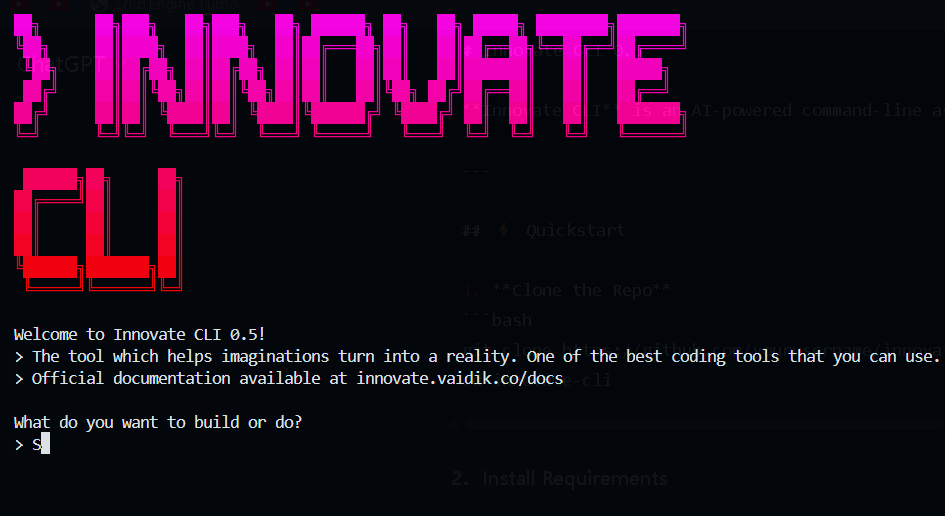 Ship Engine Turbo
> INNOVATE
ChatGPT
**Innovate CLI** is an AI-powered command-line a
CLI
---
## ⚡ Quickstart
1. **Clone the Repo**
```bash
Welcome to Innovate CLI 0.5!
> The tool which helps imaginations turn into a reality. One of the best coding tools that you can use.
> Official documentation available at innovate.vaidik.co/docs
What do you want to build or do?
> S
2. Install Requirements